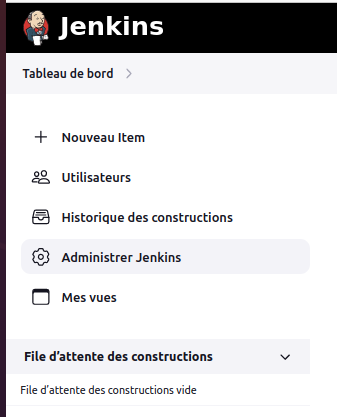 Jenkins
Tableau de bord
Nouveau Item
Utilisateurs
Historique des constructions
Administrer Jenkins
Mes vues
File d’attente des constructions
File d’attente des constructions vide